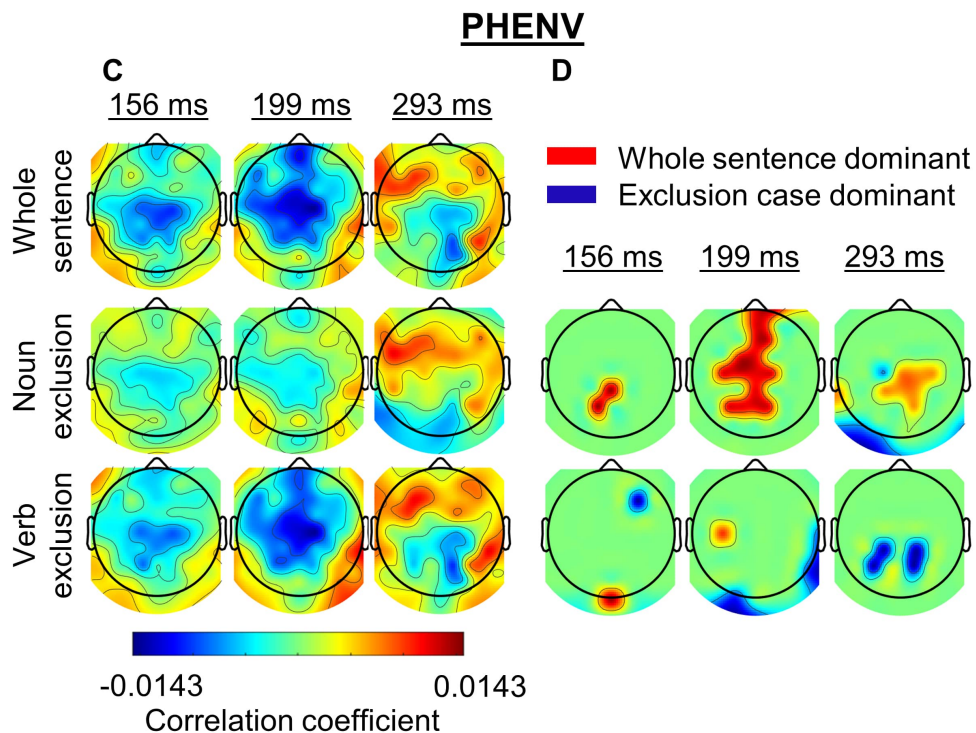 PHENV
C
D
156 ms
199 ms
293 ms
Whole
sentence
Noun
exclusion
Verb
exclusion
Whole sentence dominant
Exclusion case dominant
156 ms
199 ms
293 ms
-0.0143
0.0143
Correlation coefficient